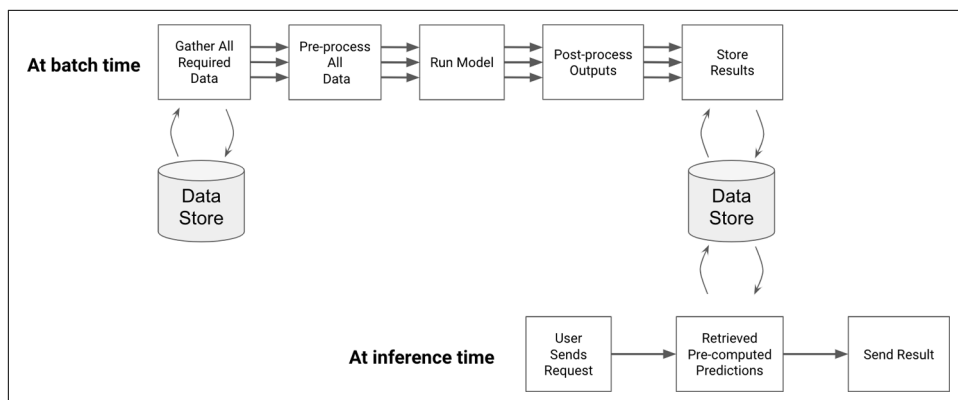 At batch time
Gather All
Required
Data
Pre-process
All
Data
Run Model
Post-process
Outputs
Store
Results
Data
Store
Data
Store
At inference time
User
Sends
Request
Retrieved
Pre-computed
Predictions
Send Result